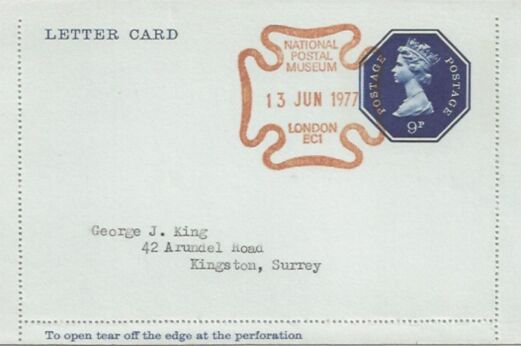 LETTER CARD
NATIONAL
POSTAL
MUSEUM
13 JUN 1977
LONDON
EC1
POSTAGE
POSTAGE
9P
George J. King
42 Arundel Road
Kingston, Surrey
To open tear off the edge at the perforation